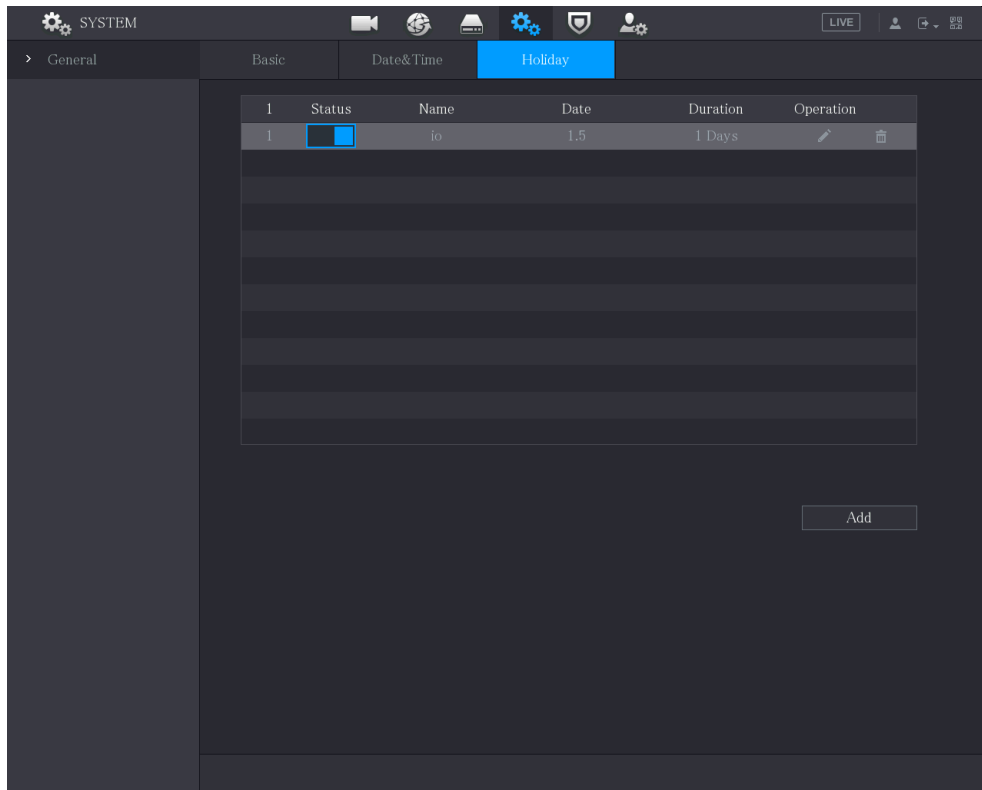 SYSTEM LIVE
General Basic Date&Time Holiday
1 Status Name Date Duration Operation
1 io 1.5 1 Days
Add